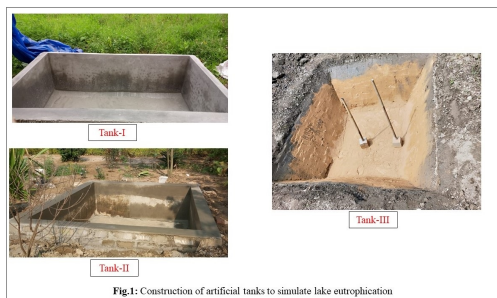 Tank-I
Tank-II
Tank-III
Fig.1: Construction of artificial tanks to simulate lake eutrophication